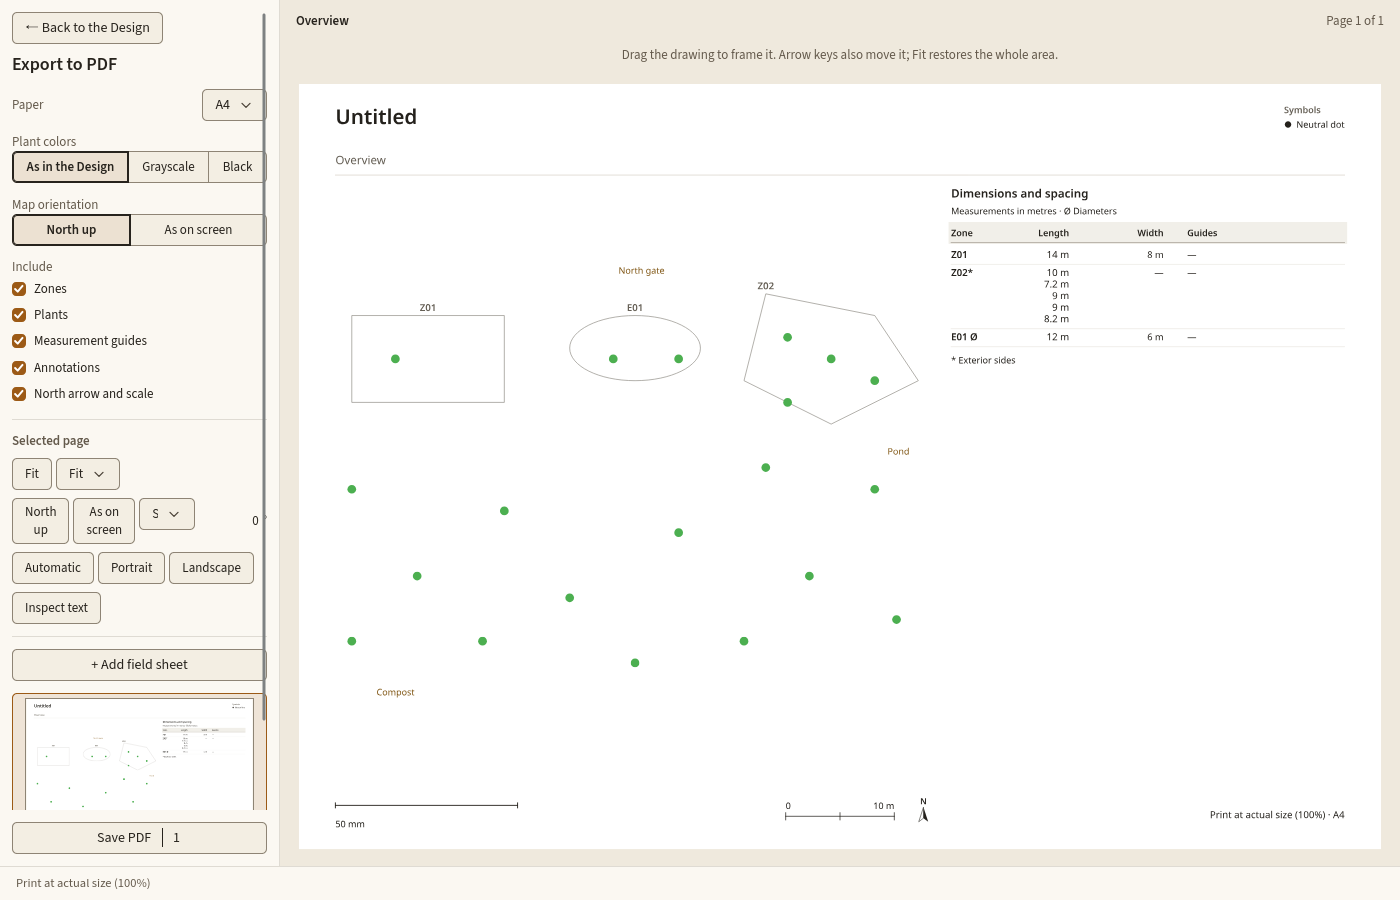 ← Back to the Design
Export to PDF
Paper
A4
Plant colors
As in the Design
Grayscale
Black
Map orientation
North up
As on screen
Include
Zones
Plants
Measurement guides
Annotations
North arrow and scale
Selected page
Fit
Fit
North up
As on screen
S
0
Automatic
Portrait
Landscape
Inspect text
+ Add field sheet
Untitled
Save PDF 1
Print at actual size (100%)
Overview
Page 1 of 1
Drag the drawing to frame it. Arrow keys also move it; Fit restores the whole area.
Untitled
Symbols
Neutral dot
Overview
North gate
Z01
E01
Z02
Pond
Compost
Dimensions and spacing
Measurements in metres · Ø Diameters
Zone Length Width Guides
Z01 14 m 8 m —
Z02* 10 m — —
7.2 m
9 m
9 m
8.2 m
E01 Ø 12 m 6 m —
* Exterior sides
50 mm
0 10 m
N
Print at actual size (100%) · A4